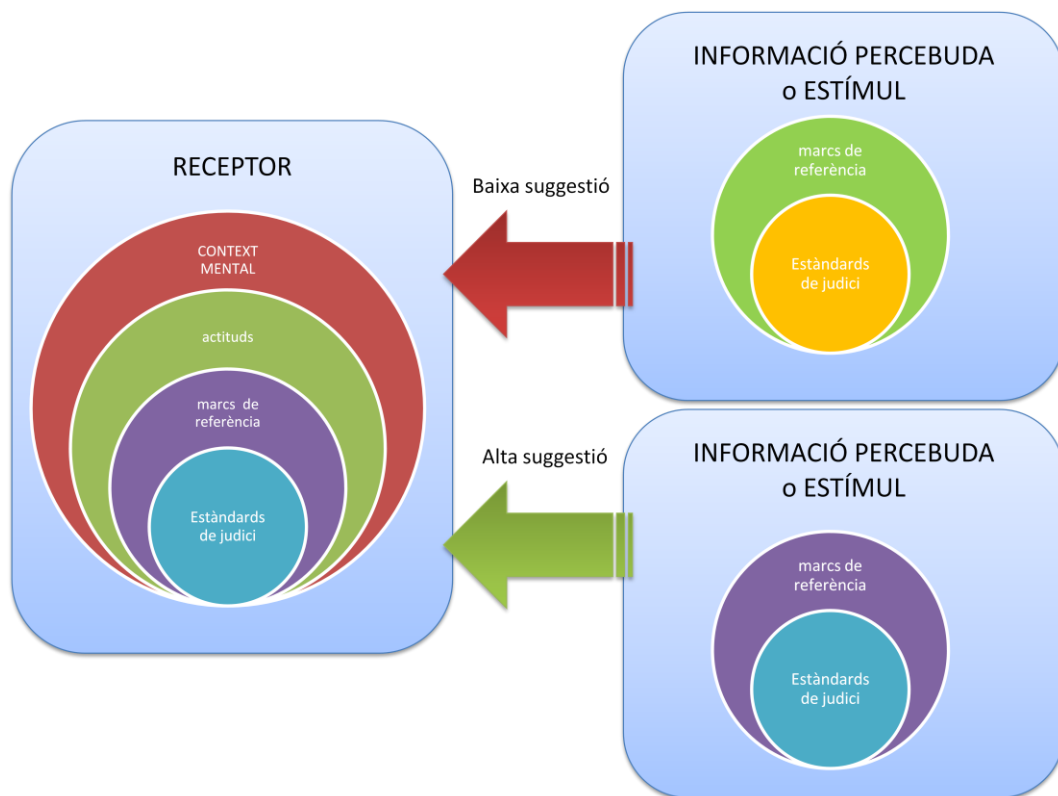 RECEPTOR
CONTEXT
MENTAL
actituds
marcs de
referència
Estàndards
de judici
Baixa suggestió
Alta suggestió
INFORMACIÓ PERCEBUDA
o ESTÍMUL
marcs de
referència
Estàndards
de judici
INFORMACIÓ PERCEBUDA
o ESTÍMUL
marcs de
referència
Estàndards
de judici